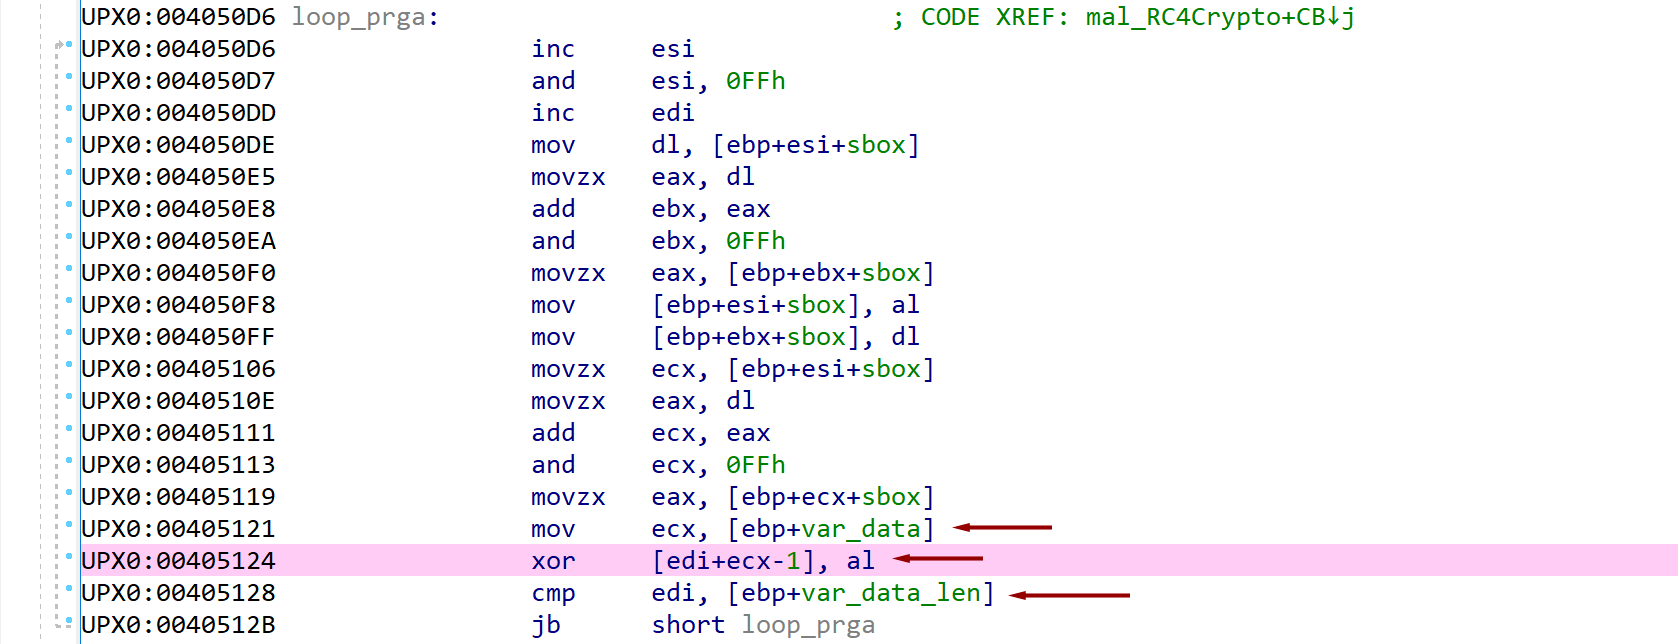 UPX0:004050D6 loop_prga: ; CODE XREF: mal_RC4Crypto+CB↓j
UPX0:004050D6 inc esi
UPX0:004050D7 and esi, 0FFh
UPX0:004050DD inc edi
UPX0:004050DE mov dl, [ebp+esi+sbox]
UPX0:004050E5 movzx eax, dl
UPX0:004050E8 add ebx, eax
UPX0:004050EA and ebx, 0FFh
UPX0:004050F0 movzx eax, [ebp+ebx+sbox]
UPX0:004050F8 mov [ebp+esi+sbox], al
UPX0:004050FF mov [ebp+ebx+sbox], dl
UPX0:00405106 movzx ecx, [ebp+esi+sbox]
UPX0:0040510E movzx eax, dl
UPX0:00405111 add ecx, eax
UPX0:00405113 and ecx, 0FFh
UPX0:00405119 movzx eax, [ebp+ecx+sbox]
UPX0:00405121 mov ecx, [ebp+var_data]
UPX0:00405124 xor [edi+ecx-1], al
UPX0:00405128 cmp edi, [ebp+var_data_len]
UPX0:0040512B jb short loop_prga